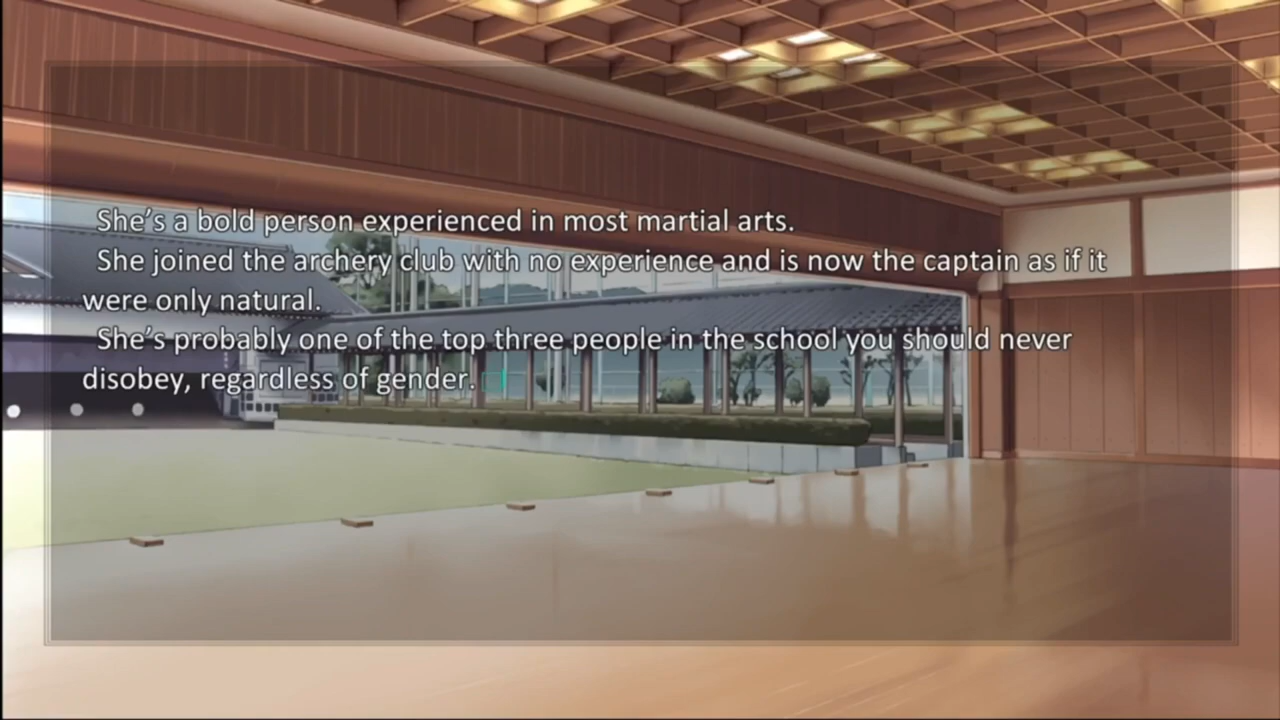 She’s a bold person experienced in most martial arts.
She joined the archery club with no experience and is now the captain as if it
were only natural.
She’s probably one of the top three people in the school you should never
disobey, regardless of gender.